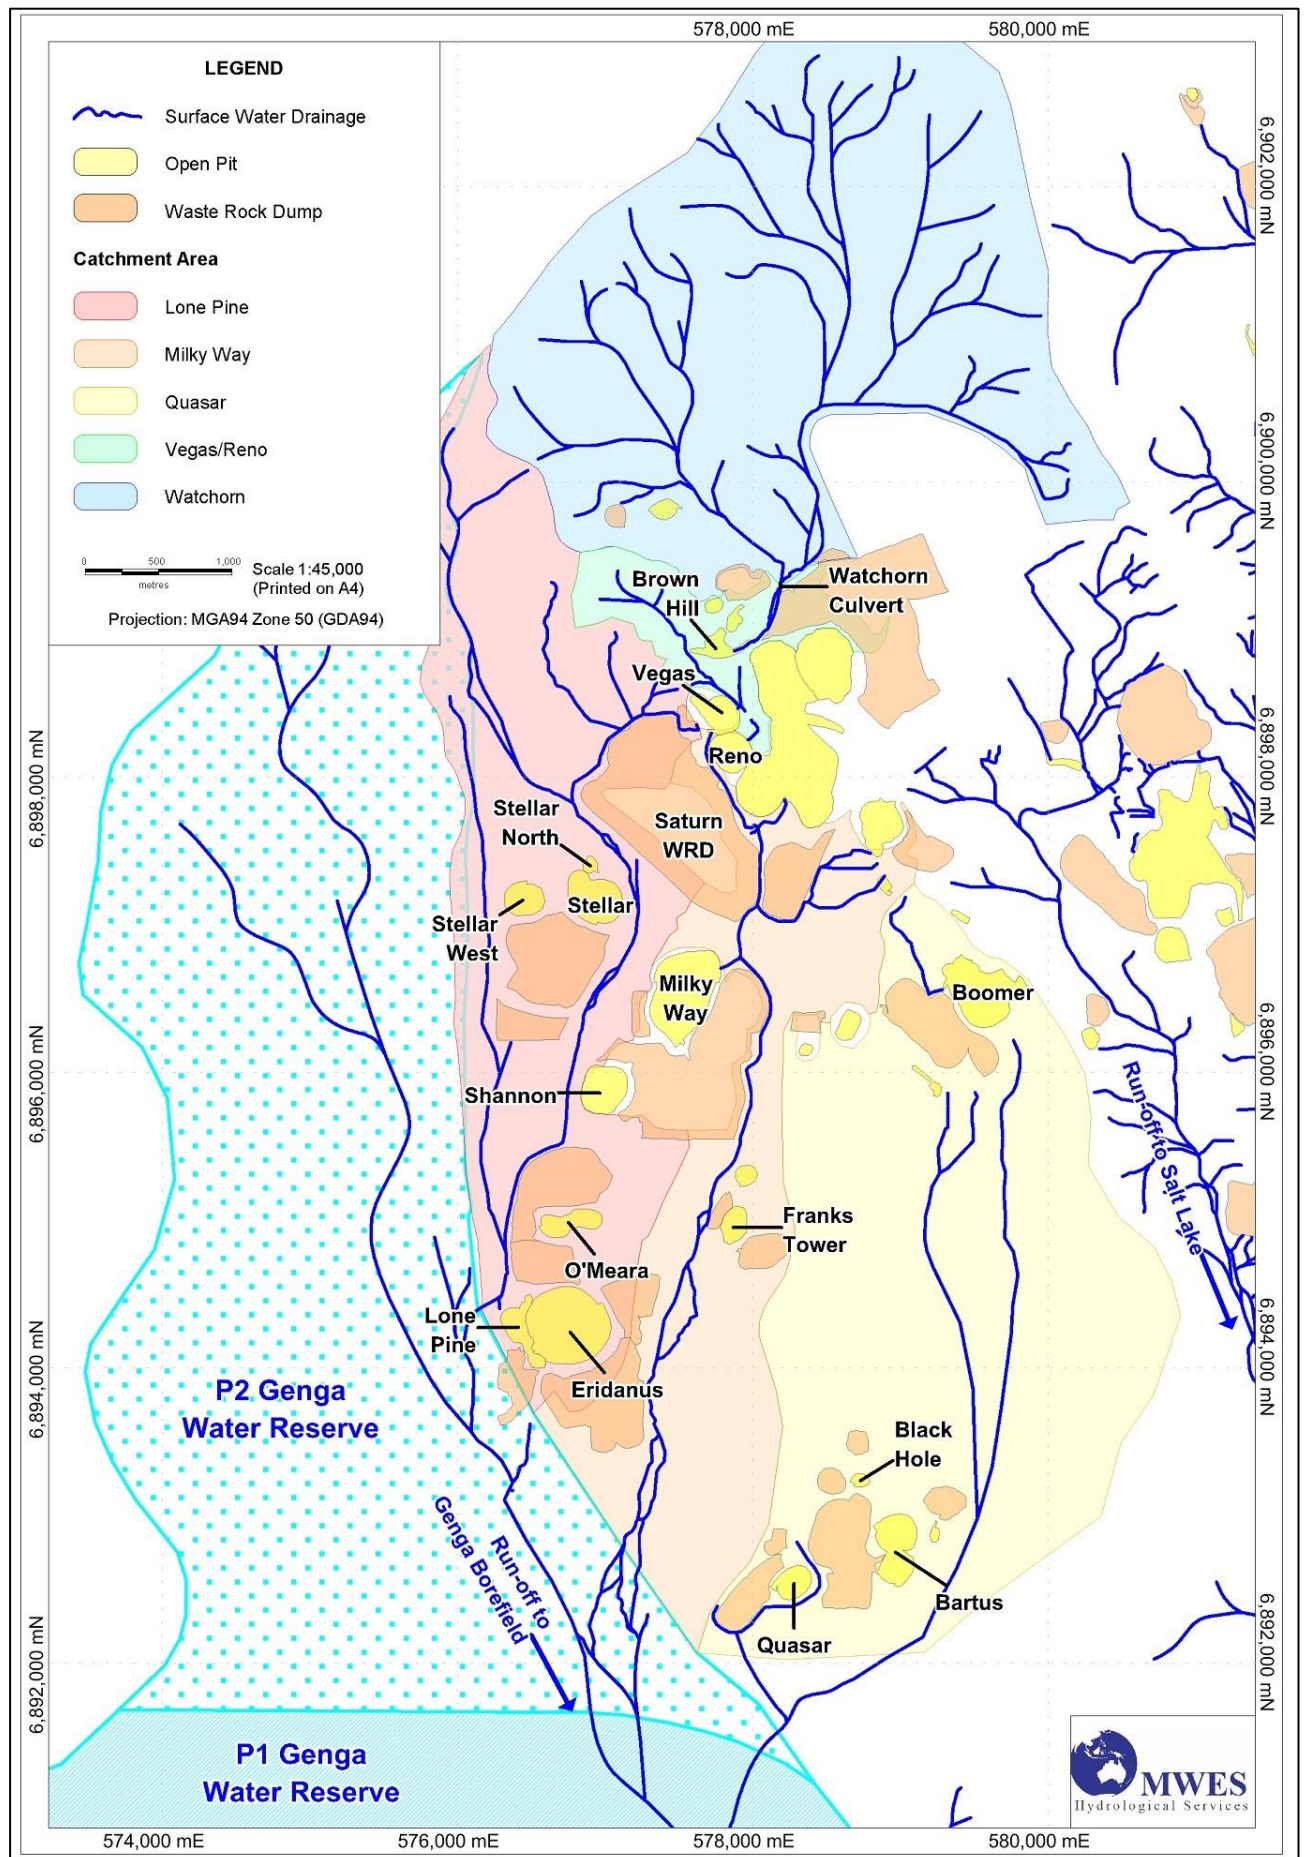 578,000 mE
580,000 mE
LEGEND
Surface Water Drainage
Open Pit
Waste Rock Dump
Catchment Area
Lone Pine
Milky Way
Quasar
Vegas/Reno
Watchorn
0 500 1,000
metres
Scale 1:45,000
(Printed on A4)
Projection: MGA94 Zone 50 (GDA94)
6,902,000 mN
6,900,000 mN
Brown
Hill
Watchorn
Culvert
Vegas
Reno
6,898,000 mN
6,898,000 mN
Stellar
North
Saturn
WRD
Stellar
Stellar
West
Milky
Way
Boomer
6,896,000 mN
6,896,000 mN
Shannon
Run-off to Salt Lake
Franks
Tower
O'Meara
Lone
Pine
Eridanus
6,894,000 mN
6,894,000 mN
P2 Genga
Water Reserve
Black
Hole
Run-off to
Genga Borefield
Bartus
Quasar
6,892,000 mN
6,892,000 mN
P1 Genga
Water Reserve
MWES
Hydrological Services
574,000 mE
576,000 mE
578,000 mE
580,000 mE